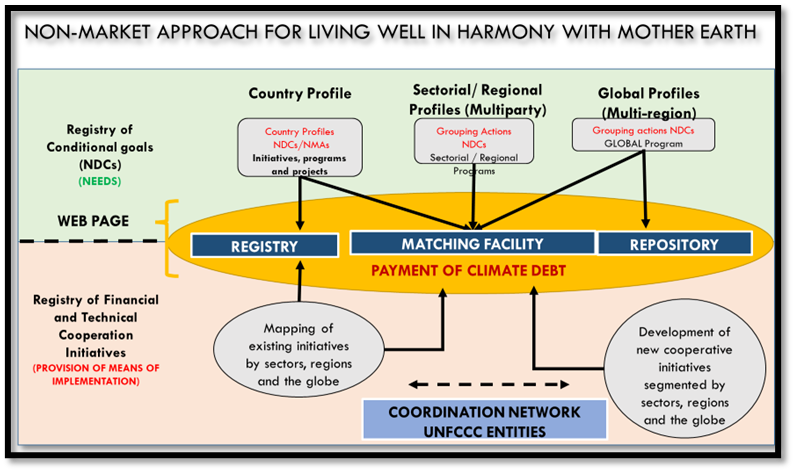 NON-MARKET APPROACH FOR LIVING WELL IN HARMONY WITH MOTHER EARTH
Country Profile
Sectorial/ Regional
Profiles (Multiparty)
Global Profiles
(Multi-region)
Registry of
Conditional goals
(NDCs)
(NEEDS)
Country Profiles
NDCs/NMAs
Initiatives, programs
and projects
Grouping Actions
NDCs
Sectorial / Regional
Programs
Grouping actions NDCs
GLOBAL Program
WEB PAGE
REGISTRY
MATCHING FACILITY
REPOSITORY
PAYMENT OF CLIMATE DEBT
Registry of Financial
and Technical
Cooperation
Initiatives
(PROVISION OF MEANS OF
IMPLEMENTATION)
Mapping of
existing initiatives
by sectors, regions
and the globe
Development of
new cooperative
initiatives
segmented by
sectors, regions
and the globe
COORDINATION NETWORK
UNFCCC ENTITIES